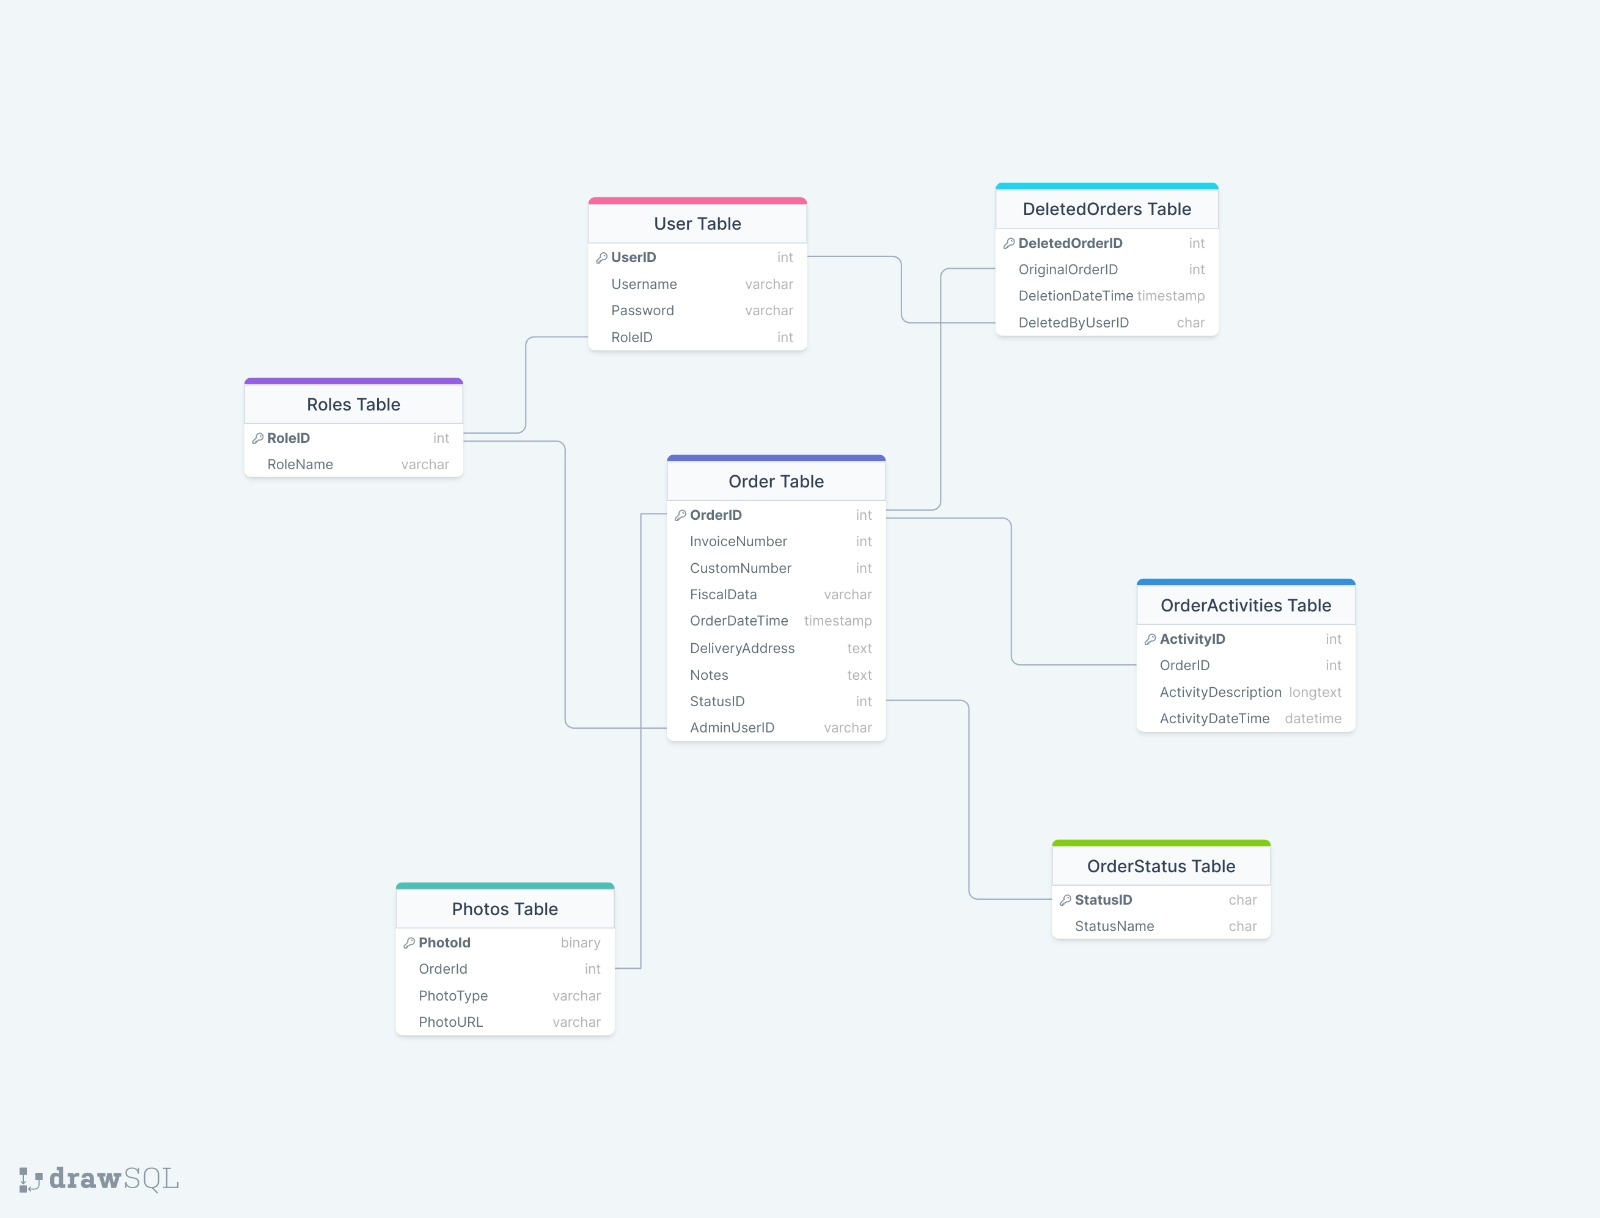 User Table
UserID int
Username varchar
Password varchar
RoleID int
DeletedOrders Table
DeletedOrderID int
OriginalOrderID int
DeletionDateTime timestamp
DeletedByUserID char
Roles Table
RoleID int
RoleName varchar
Order Table
OrderID int
InvoiceNumber int
CustomNumber int
FiscalData varchar
OrderDateTime timestamp
DeliveryAddress text
Notes text
StatusID int
AdminUserID varchar
OrderActivities Table
ActivityID int
OrderID int
ActivityDescription longtext
ActivityDateTime datetime
OrderStatus Table
StatusID char
StatusName char
Photos Table
PhotoId binary
OrderId int
PhotoType varchar
PhotoURL varchar
drawSQL